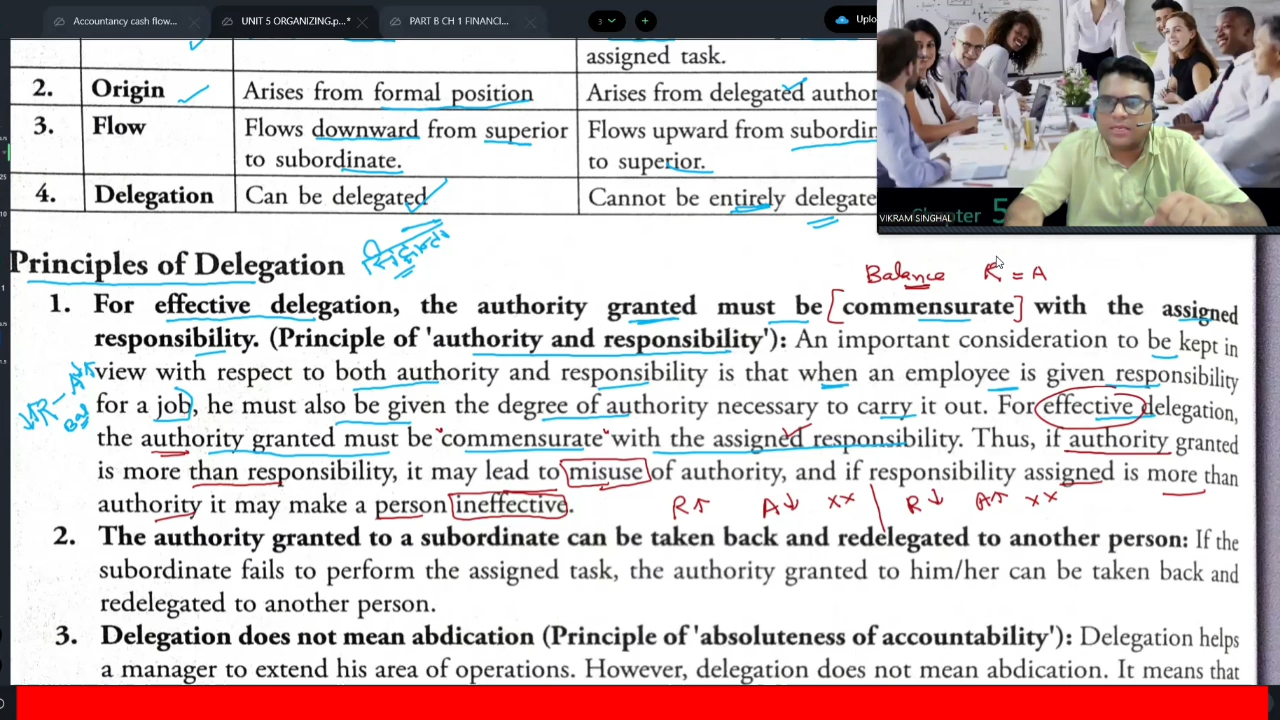 Accountancy cash flow...
UNIT 5 ORGANIZING.p...*
PART B CH 1 FINANCI...
3
Uplo
assigned task.
2. Origin Arises from formal position Arises from delegated author
3. Flow Flows downward from superior Flows upward from subordin
to subordinate. to superior.
4. Delegation Can be delegated Cannot be entirely delegate
VIKRAM SINGHAL
Chapter 5
Principles of Delegation
Balance R = A
1. For effective delegation, the authority granted must be [commensurate] with the assigned
responsibility. (Principle of 'authority and responsibility'): An important consideration to be kept in
view with respect to both authority and responsibility is that when an employee is given responsibility
for a job, he must also be given the degree of authority necessary to carry it out. For effective delegation,
the authority granted must be "commensurate" with the assigned responsibility. Thus, if authority granted
is more than responsibility, it may lead to misuse of authority, and if responsibility assigned is more than
authority it may make a person ineffective.
R↑ A↓ xx | R↓ A↑ xx
2. The authority granted to a subordinate can be taken back and redelegated to another person: If the
subordinate fails to perform the assigned task, the authority granted to him/her can be taken back and
redelegated to another person.
3. Delegation does not mean abdication (Principle of 'absoluteness of accountability'): Delegation helps
a manager to extend his area of operations. However, delegation does not mean abdication. It means that